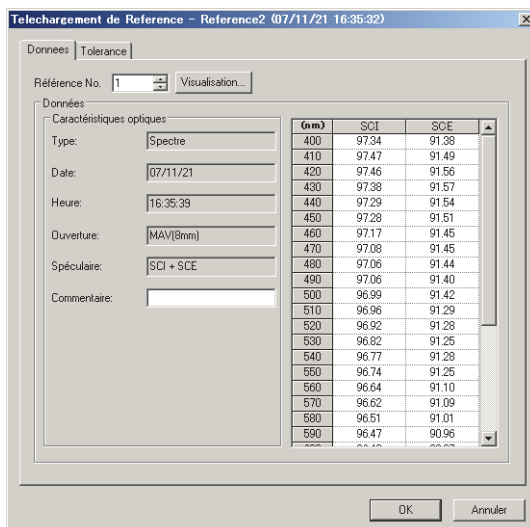 Telechargement de Reference - Reference2 (07/11/21 16:35:32)
Donnees Tolerance
Référence No. 1 Visualisation...
Données
Caractéristiques optiques
Type: Spectre
Date: 07/11/21
Heure: 16:35:39
Ouverture: MAV(8mm)
Spéculaire: SCI + SCE
Commentaire:
(nm) SCI SCE
400 97.34 91.38
410 97.47 91.49
420 97.46 91.56
430 97.38 91.57
440 97.29 91.54
450 97.28 91.51
460 97.17 91.45
470 97.08 91.45
480 97.06 91.44
490 97.06 91.40
500 96.99 91.42
510 96.96 91.29
520 96.92 91.28
530 96.82 91.25
540 96.77 91.28
550 96.74 91.25
560 96.64 91.10
570 96.62 91.09
580 96.51 91.01
590 96.47 90.96
OK Annuler